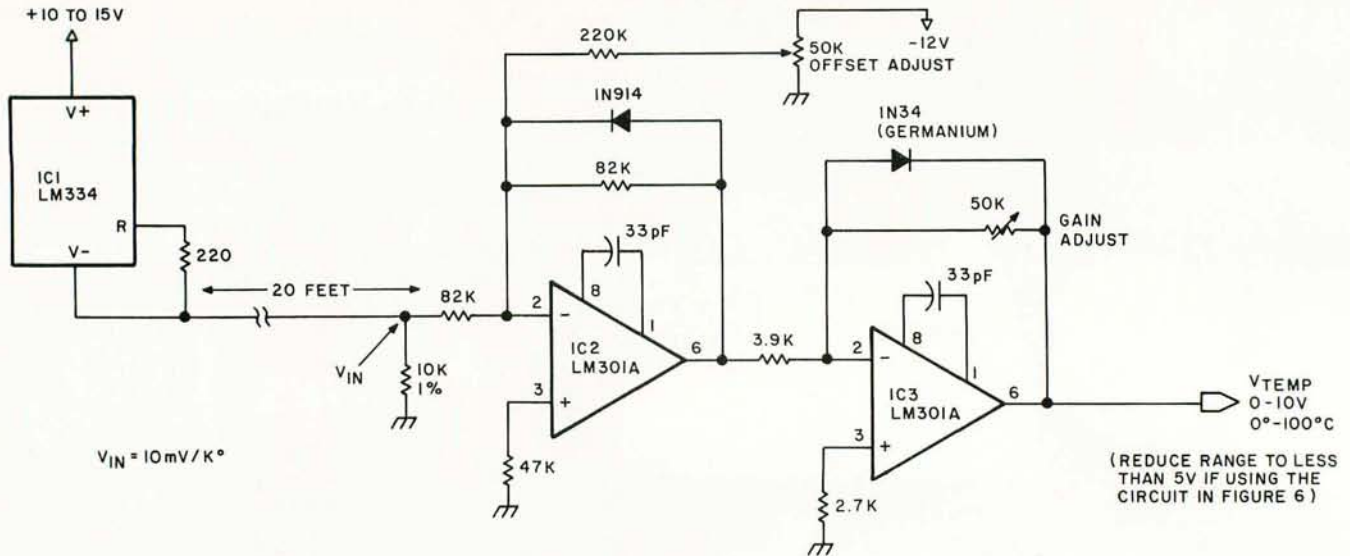 +10 TO 15V
V+
IC1
LM334
R
V-
220
20 FEET
VIN
10K
1%
VIN = 10mV/K°
82K
220K
50K
OFFSET ADJUST
-12V
1N914
82K
33pF
8
1
2
-
IC2
LM301A
6
3
+
47K
3.9K
1N34
(GERMANIUM)
50K
GAIN
ADJUST
33pF
8
1
2
-
IC3
LM301A
6
3
+
2.7K
VTEMP
0-10V
0°-100°C
(REDUCE RANGE TO LESS
THAN 5V IF USING THE
CIRCUIT IN FIGURE 6)